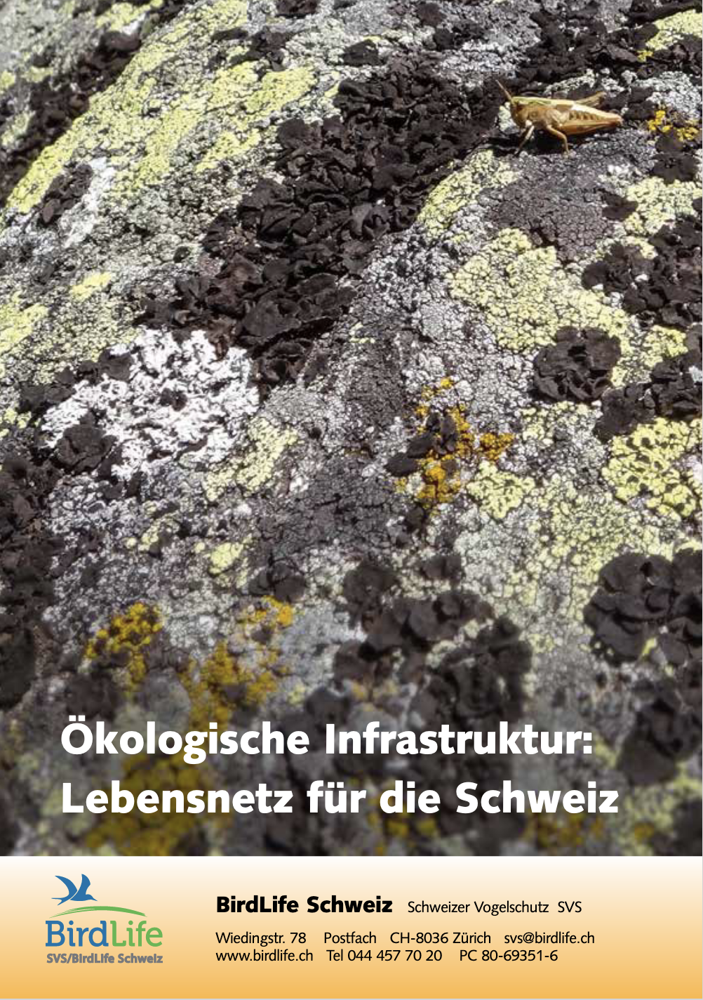 Ökologische Infrastruktur:
Lebensnetz für die Schweiz
BirdLife
SVS/BirdLife Schweiz
BirdLife Schweiz Schweizer Vogelschutz SVS
Wiedingstr. 78 Postfach CH-8036 Zürich svs@birdlife.ch
www.birdlife.ch Tel 044 457 70 20 PC 80-69351-6